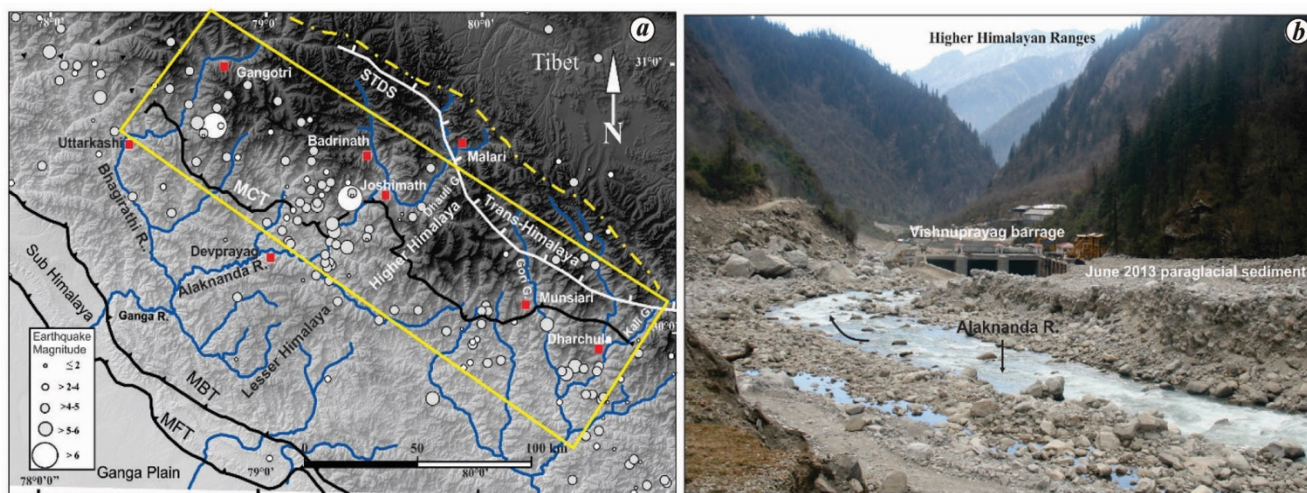 78°0'
79°0'
80°0'
a
Gangotri
STDS
Tibet
31°0'
N
Uttarkashi
Badrinath
Malari
MCT
Joshimath
Dhauli G.
Bhagirathi R.
Higher Himalaya
Trans-Himalaya
Devprayag
Alaknanda R.
Gori G.
Sub Himalaya
Munsiari
Kali G.
Ganga R.
Dharchula
Lesser Himalaya
Earthquake
Magnitude
≤ 2
> 2-4
>4-5
> 5-6
> 6
MBT
MFT
Ganga Plain
0 50 100 km
78°0'0"
79°0'
80°0'
b
Higher Himalayan Ranges
Vishnuprayag barrage
June 2013 paraglacial sediment
Alaknanda R.